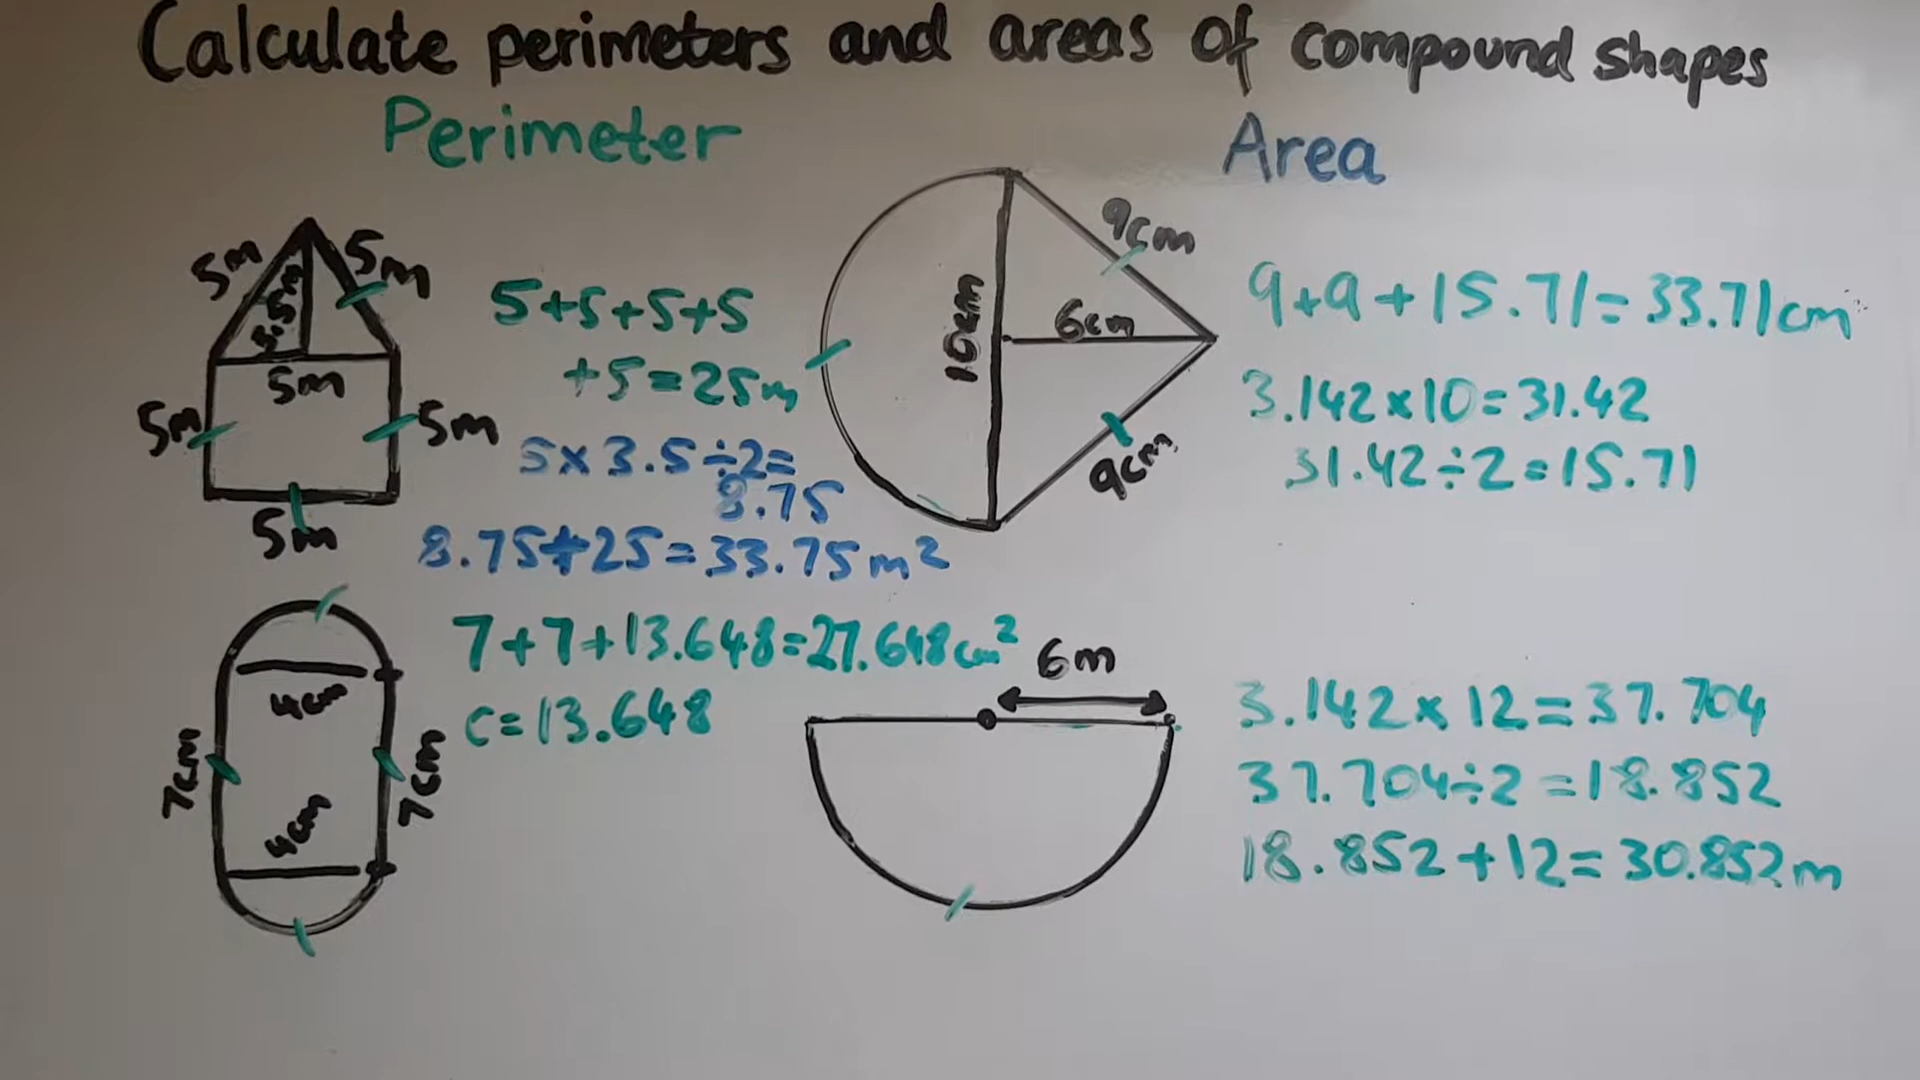 Calculate perimeters and areas of compound shapes
Perimeter
Area
5m
5m
3.5m
5m
5m
5m
5m
5+5+5+5
+5=25m
5×3.5÷2=
8.75
8.75+25=33.75m²
10cm
9cm
6cm
9cm
9+9+15.71=33.71cm
3.142×10=31.42
31.42÷2=15.71
4cm
7cm
7cm
4cm
7+7+13.648=27.648cm²
C=13.648
6m
3.142×12=37.704
37.704÷2=18.852
18.852+12=30.852m